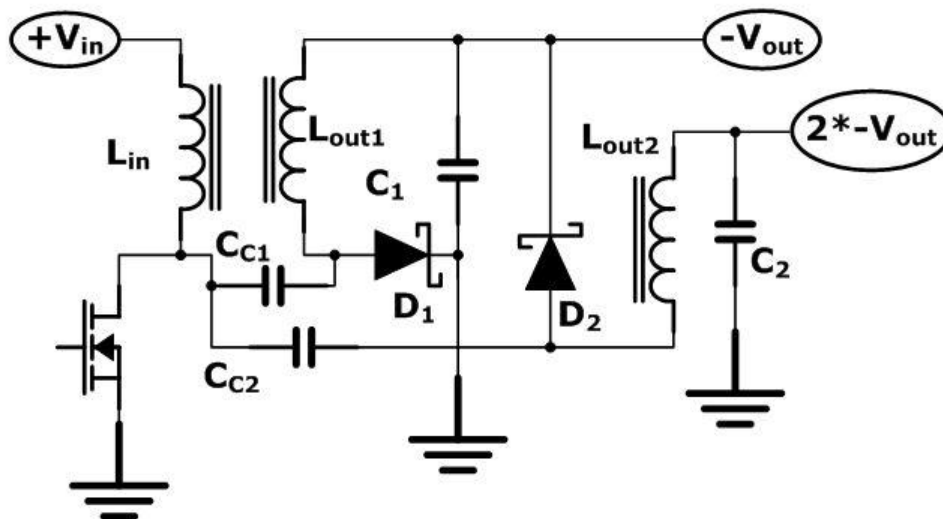 +Vin
-Vout
2*-Vout
Lin
Lout1
Lout2
C1
CC1
D1
D2
C2
CC2